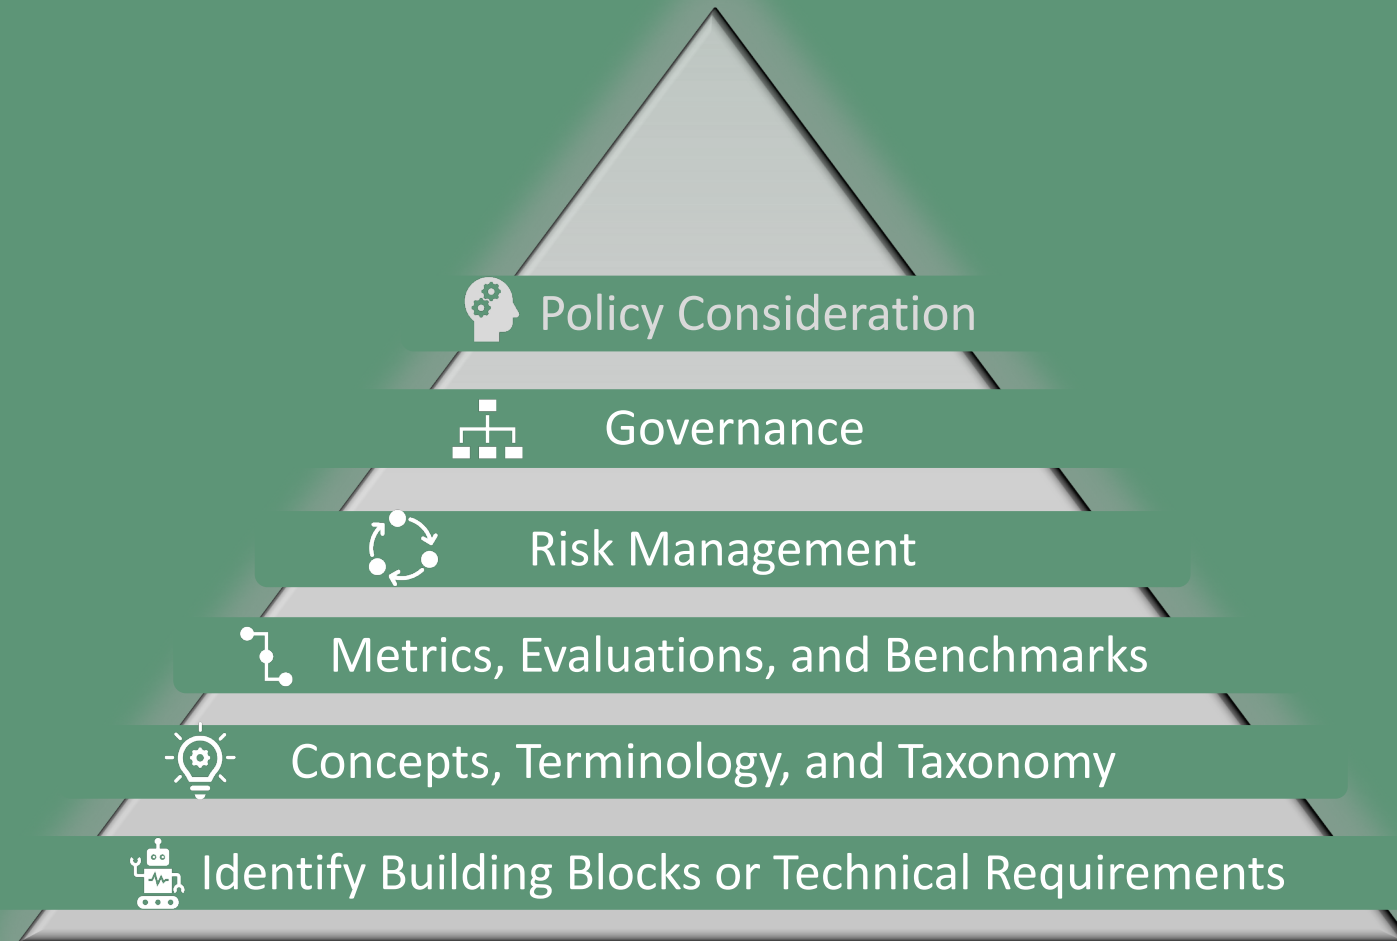 Policy Consideration
Governance
Risk Management
Metrics, Evaluations, and Benchmarks
Concepts, Terminology, and Taxonomy
Identify Building Blocks or Technical Requirements